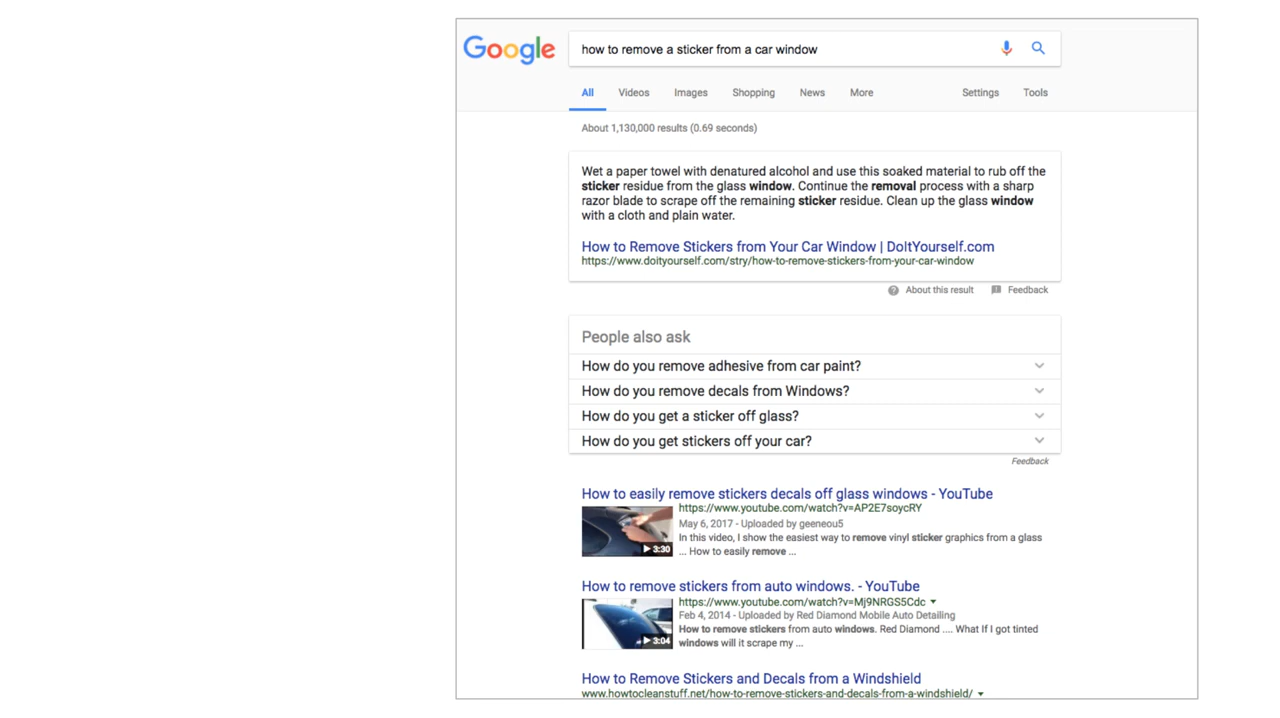 Google
how to remove a sticker from a car window
All Videos Images Shopping News More Settings Tools
About 1,130,000 results (0.69 seconds)
Wet a paper towel with denatured alcohol and use this soaked material to rub off the
sticker residue from the glass window. Continue the removal process with a sharp
razor blade to scrape off the remaining sticker residue. Clean up the glass window
with a cloth and plain water.
How to Remove Stickers from Your Car Window | DoItYourself.com
https://www.doityourself.com/stry/how-to-remove-stickers-from-your-car-window
About this result Feedback
People also ask
How do you remove adhesive from car paint?
How do you remove decals from Windows?
How do you get a sticker off glass?
How do you get stickers off your car?
Feedback
How to easily remove stickers decals off glass windows - YouTube
https://www.youtube.com/watch?v=AP2E7soycRY
May 6, 2017 - Uploaded by geeneou5
In this video, I show the easiest way to remove vinyl sticker graphics from a glass
... How to easily remove ...
3:30
How to remove stickers from auto windows. - YouTube
https://www.youtube.com/watch?v=Mj9NRGS5Cdc
Feb 4, 2014 - Uploaded by Red Diamond Mobile Auto Detailing
How to remove stickers from auto windows. Red Diamond .... What If I got tinted
windows will it scrape my ...
3:04
How to Remove Stickers and Decals from a Windshield
www.howtocleanstuff.net/how-to-remove-stickers-and-decals-from-a-windshield/